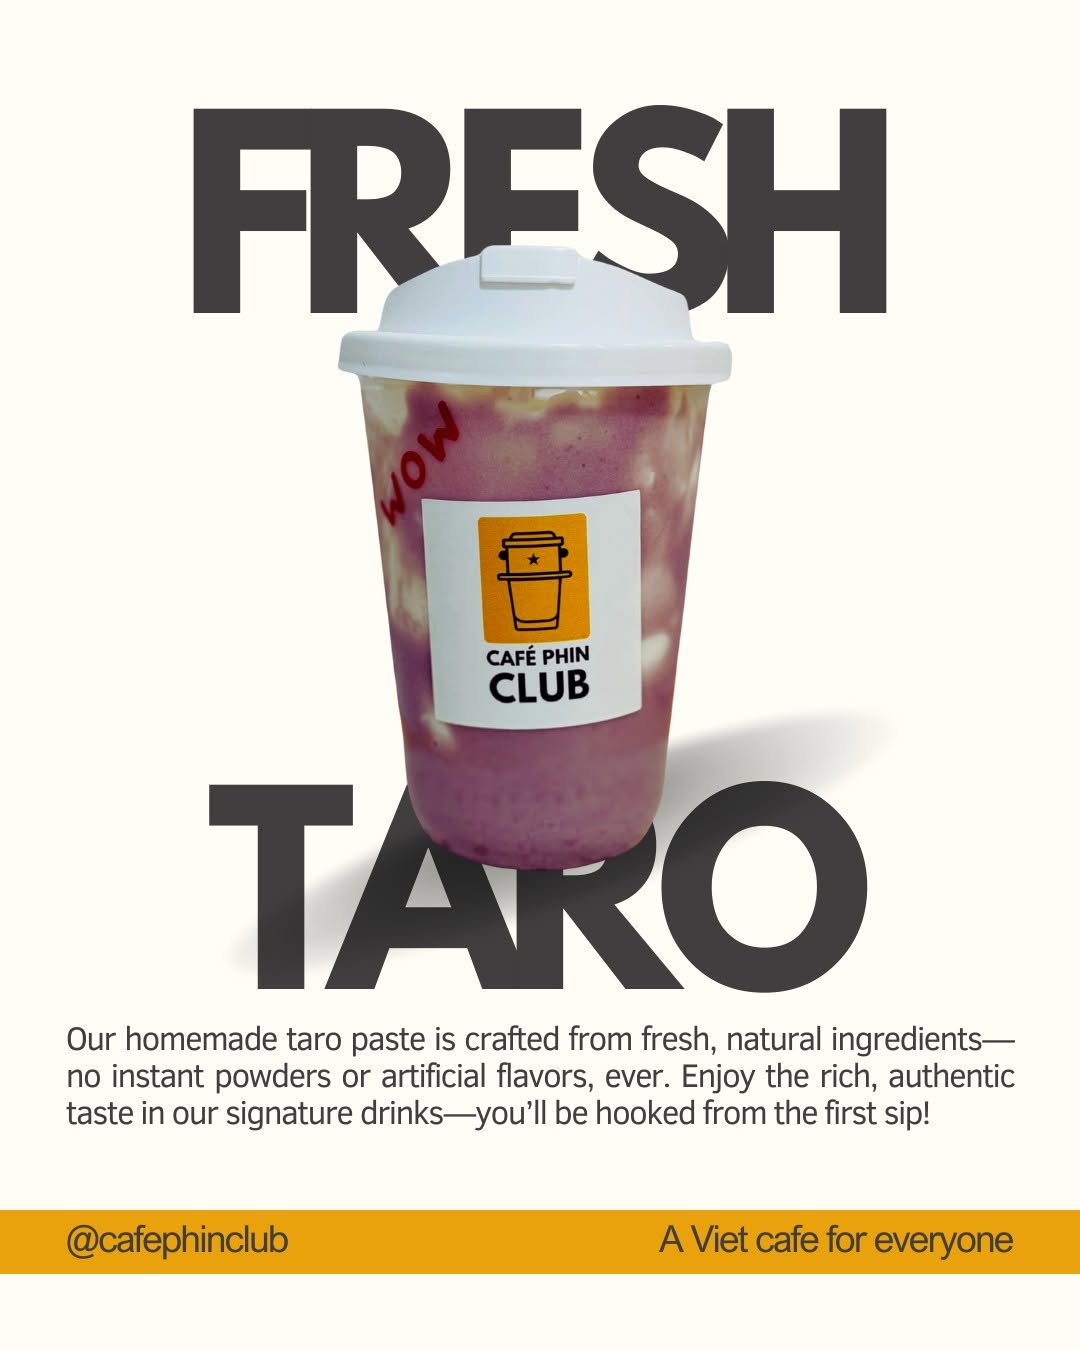 FRESH
WOW
CAFÉ PHIN
CLUB
TARO
Our homemade taro paste is crafted from fresh, natural ingredients—
no instant powders or artificial flavors, ever. Enjoy the rich, authentic
taste in our signature drinks—you’ll be hooked from the first sip!
@cafephinclub
A Viet cafe for everyone